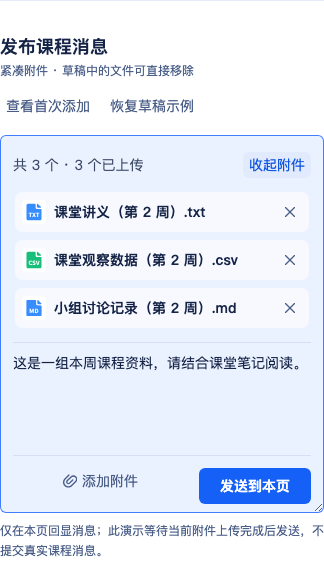 发布课程消息
紧凑附件 · 草稿中的文件可直接移除
查看首次添加 恢复草稿示例
共 3 个 · 3 个已上传 收起附件
TXT 课堂讲义（第 2 周）.txt
CSV 课堂观察数据（第 2 周）.csv
MD 小组讨论记录（第 2 周）.md
这是一组本周课程资料，请结合课堂笔记阅读。
添加附件 发送到本页
仅在本页回显消息；此演示等待当前附件上传完成后发送，不
提交真实课程消息。